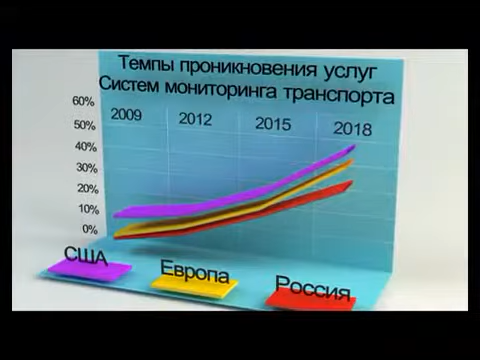 Темпы проникновения услуг
Систем мониторинга транспорта
60%
2009 2012 2015 2018
50%
40%
30%
20%
10%
0%
США Европа Россия